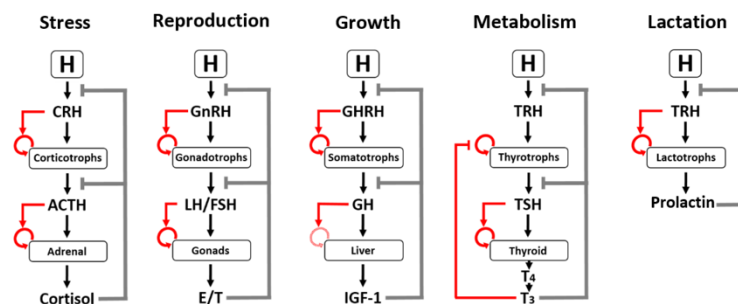 Stress
H
CRH
Corticotrophs
ACTH
Adrenal
Cortisol
Reproduction
H
GnRH
Gonadotrophs
LH/FSH
Gonads
E/T
Growth
H
GHRH
Somatotrophs
GH
Liver
IGF-1
Metabolism
H
TRH
Thyrotrophs
TSH
Thyroid
T4
T3
Lactation
H
TRH
Lactotrophs
Prolactin